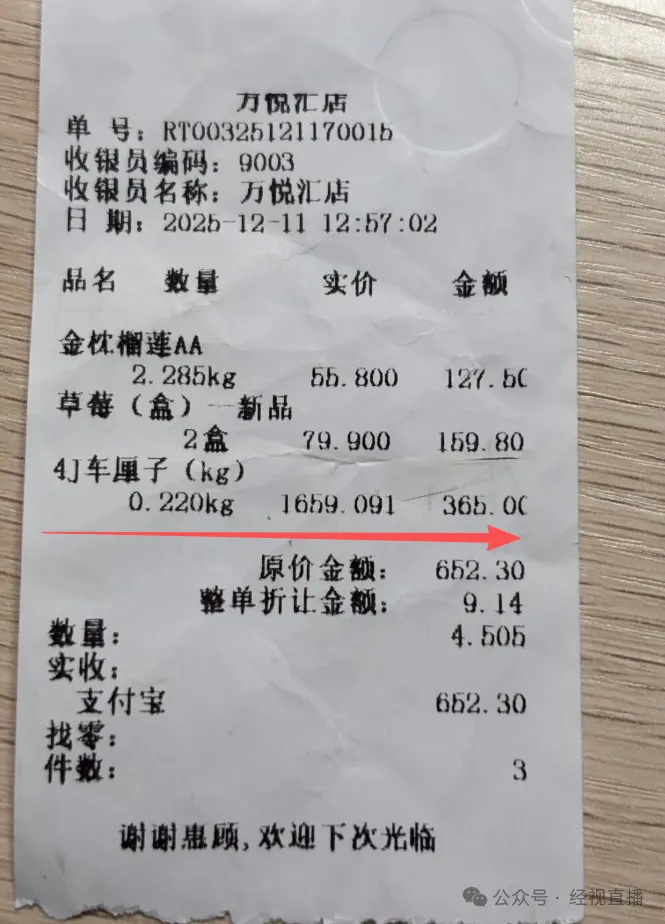 万悦汇店
单 号：RT00325121170015
收银员编码：9003
收银员名称：万悦汇店
日 期：2025-12-11 12:57:02
品名 数量 实价 金额
金枕榴莲AA
2.285kg 55.800 127.50
草莓（盒）—新品
2盒 79.900 159.80
4J车厘子（kg）
0.220kg 1659.091 365.00
原价金额： 652.30
整单折让金额： 9.14
数量： 4.505
实收：
支付宝 652.30
找零：
件数： 3
谢谢惠顾,欢迎下次光临
公众号·经视直播